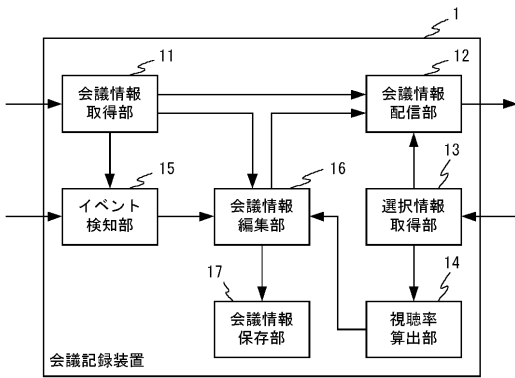 1
11
会議情報
取得部
12
会議情報
配信部
15
イベント
検知部
16
会議情報
編集部
13
選択情報
取得部
17
会議情報
保存部
14
視聴率
算出部
会議記録装置